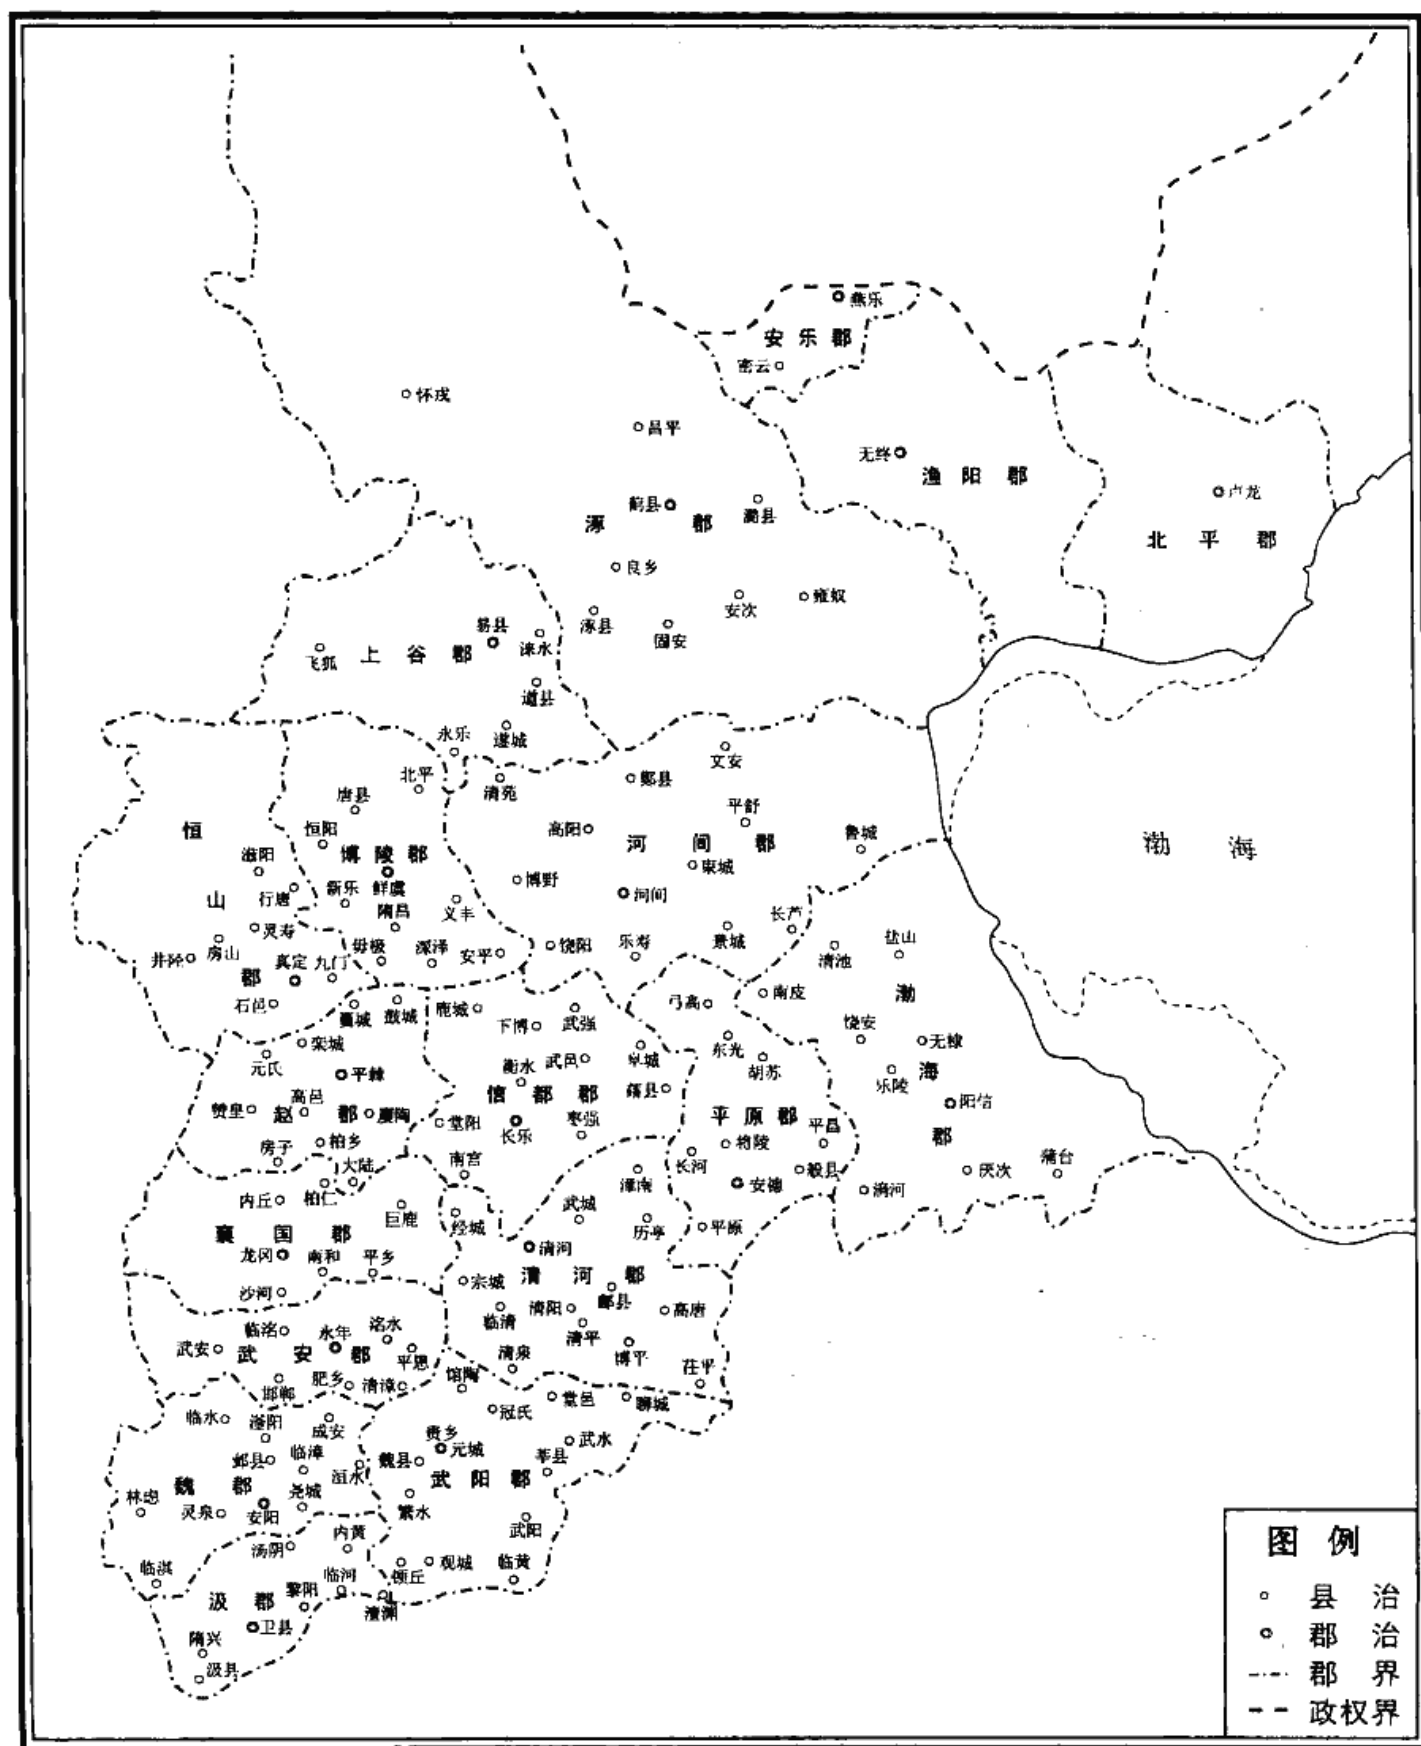 燕乐
安乐郡
密云
怀戎
昌平
无终
渔阳郡
蓟县
潞县
卢龙
涿郡
北平郡
良乡
安次
雍奴
涿县
固安
易县
涞水
飞狐
上谷郡
遒县
永乐
遂城
文安
北平
清苑
鄚县
唐县
平舒
恒阳
高阳
河间郡
鲁城
恒山郡
滋阳
博陵郡
束城
渤海
行唐
新乐
鲜虞
博野
河间
隋昌
义丰
灵寿
长芦
景城
井陉
房山
毋极
深泽
安平
饶阳
乐寿
清池
盐山
真定
九门
石邑
藁城
鼓城
鹿城
下博
武强
弓高
南皮
渤海郡
栾城
元氏
平棘
衡水
武邑
阜城
东光
胡苏
饶安
无棣
乐陵
赞皇
高邑
赵郡
廮陶
信都郡
蓨县
平原郡
阳信
堂阳
长乐
枣强
将陵
平昌
房子
柏乡
大陆
南宫
长河
安德
般县
厌次
蒲台
滴河
内丘
柏仁
巨鹿
经城
漳南
武城
历亭
平原
襄国郡
龙冈
南和
平乡
清河
沙河
宗城
清河郡
临清
清阳
鄃县
高唐
临洺
永年
洺水
清平
武安
武安郡
平恩
清泉
博平
茌平
邯郸
肥乡
清漳
馆陶
临水
滏阳
成安
冠氏
堂邑
聊城
贵乡
元城
武水
邺县
临漳
洹水
魏县
莘县
魏郡
武阳郡
林虑
灵泉
安阳
尧城
繁水
武阳
汤阴
内黄
临淇
临河
顿丘
观城
临黄
汲郡
黎阳
澶渊
卫县
隋兴
汲县
图例
县治
郡治
郡界
政权界